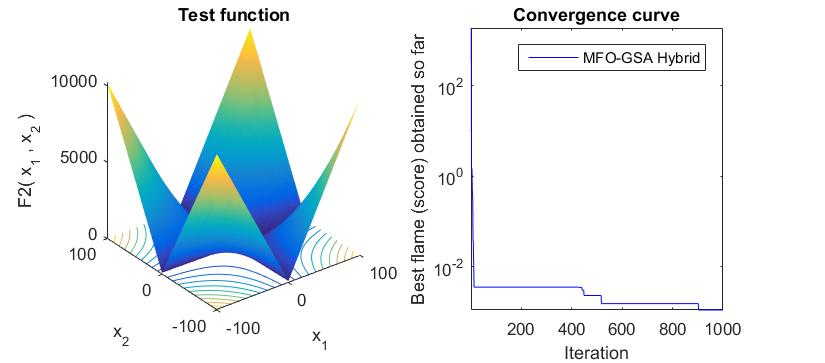 Test function
F2( x1 , x2 )
10000
5000
0
100
0
-100
x2
-100
0
100
x1
Convergence curve
Best flame (score) obtained so far
MFO-GSA Hybrid
10^2
10^0
10^-2
200
400
600
800
1000
Iteration